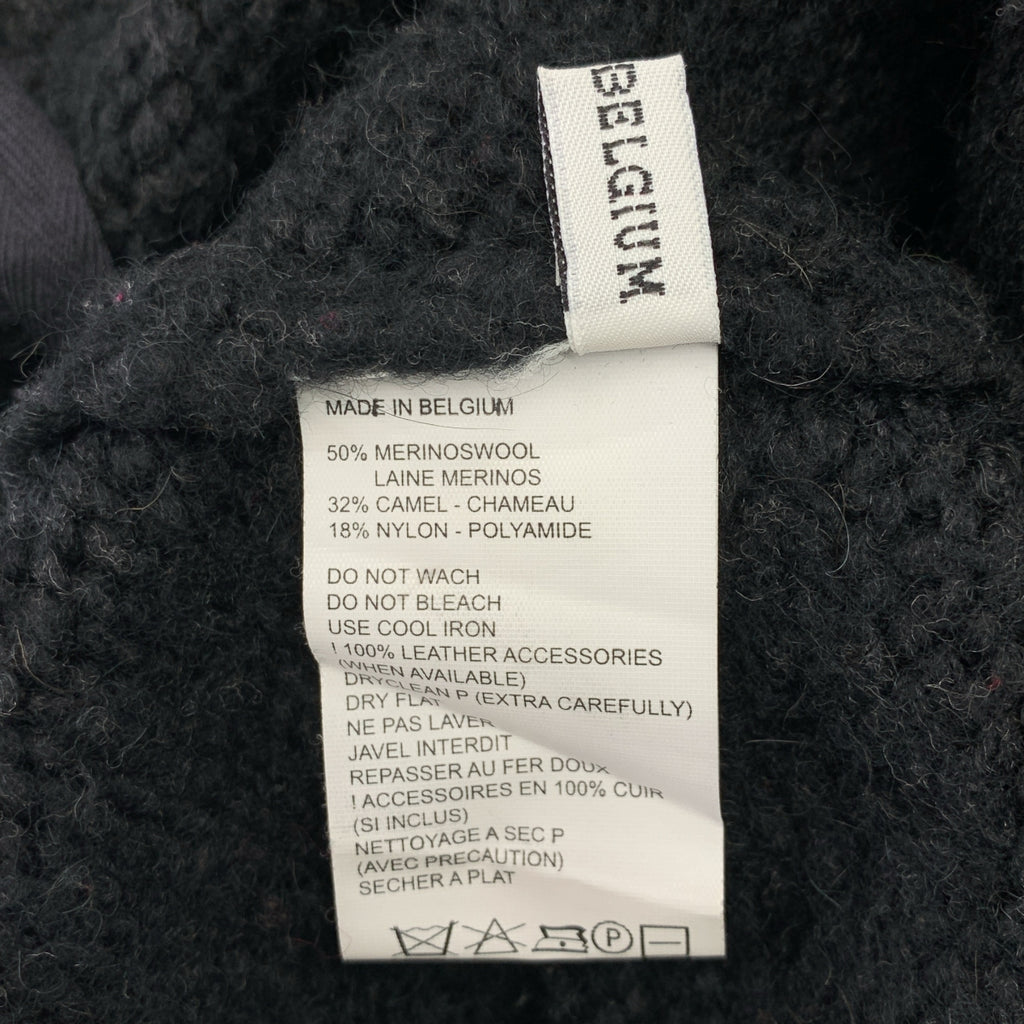 BELGIUM
MADE IN BELGIUM
50% MERINOSWOOL
LAINE MERINOS
32% CAMEL - CHAMEAU
18% NYLON - POLYAMIDE
DO NOT WACH
DO NOT BLEACH
USE COOL IRON
! 100% LEATHER ACCESSORIES
(WHEN AVAILABLE)
DRYCLEAN P (EXTRA CAREFULLY)
DRY FLAT
NE PAS LAVER
JAVEL INTERDIT
REPASSER AU FER DOUX
! ACCESSOIRES EN 100% CUIR
(SI INCLUS)
NETTOYAGE A SEC P
(AVEC PRECAUTION)
SECHER A PLAT
P